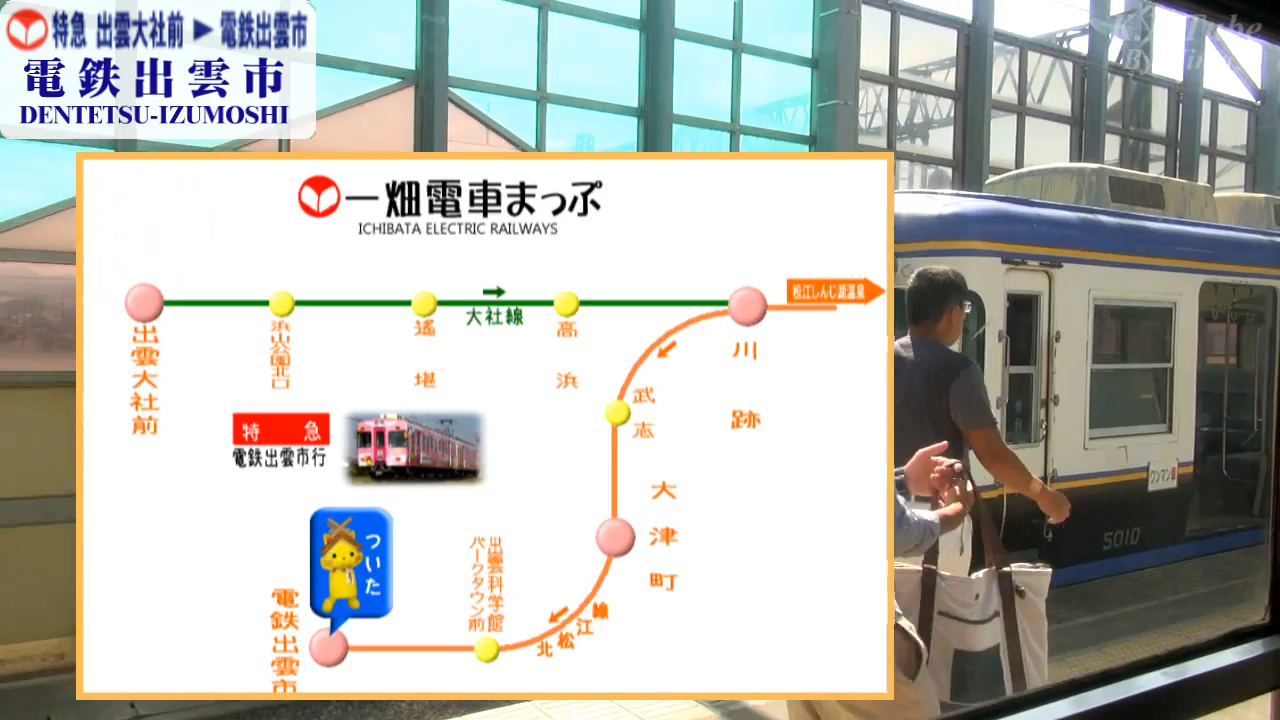 特急 出雲大社前 ▶ 電鉄出雲市
電鉄出雲市
DENTETSU-IZUMOSHI
一畑電車まっぷ
ICHIBATA ELECTRIC RAILWAYS
松江しんじ湖温泉
出雲大社前
浜山公園北口
遙堪
大社線
高浜
川跡
武志
大津町
特急
電鉄出雲市行
ついた
出雲科学館
パークタウン前
北松江線
電鉄出雲市
ワンマン
5010